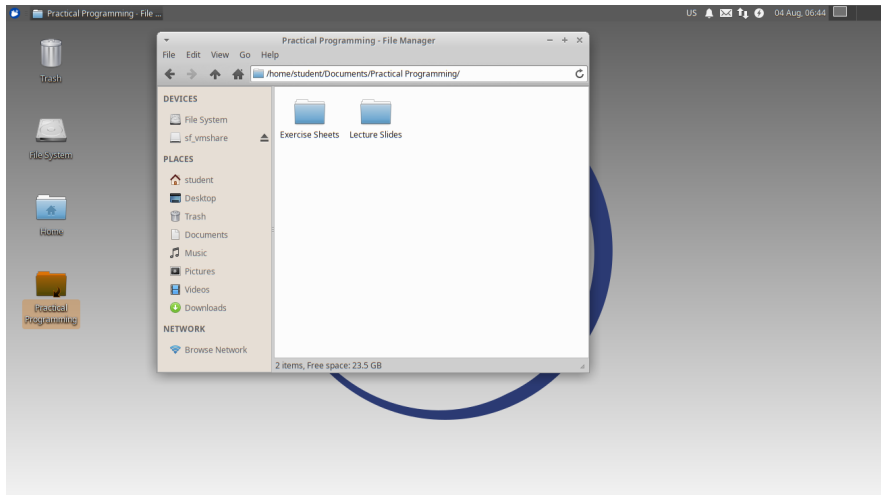 Practical Programming - File ...
US
04 Aug, 06:44
Trash
File System
Home
Practical
Programming
Practical Programming - File Manager
File Edit View Go Help
/home/student/Documents/Practical Programming/
DEVICES
File System
sf_vmshare
PLACES
student
Desktop
Trash
Documents
Music
Pictures
Videos
Downloads
NETWORK
Browse Network
Exercise Sheets
Lecture Slides
2 items, Free space: 23.5 GB